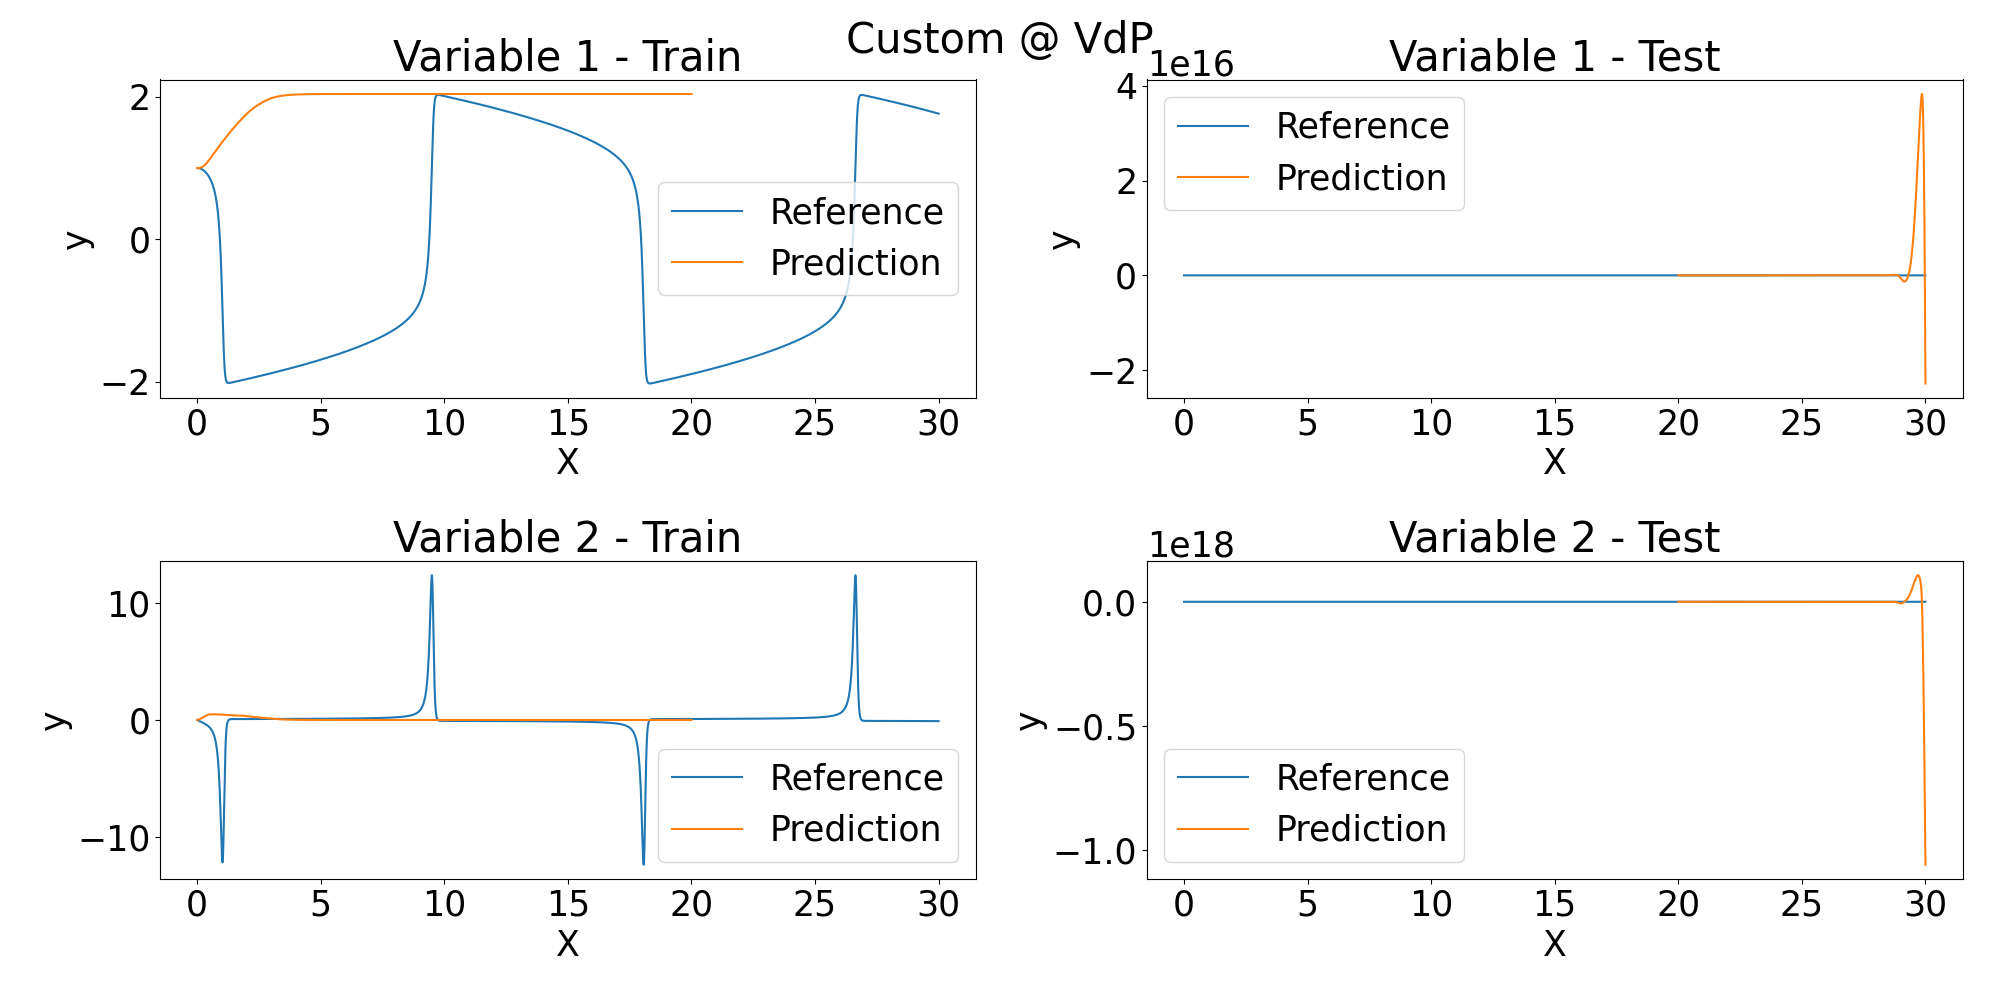 Custom @ VdP
Variable 1 - Train
2
0
−2
y
0 5 10 15 20 25 30
X
Reference
Prediction
Variable 1 - Test
1e16
4
2
0
−2
y
0 5 10 15 20 25 30
X
Reference
Prediction
Variable 2 - Train
10
0
−10
y
0 5 10 15 20 25 30
X
Reference
Prediction
Variable 2 - Test
1e18
0.0
−0.5
−1.0
y
0 5 10 15 20 25 30
X
Reference
Prediction